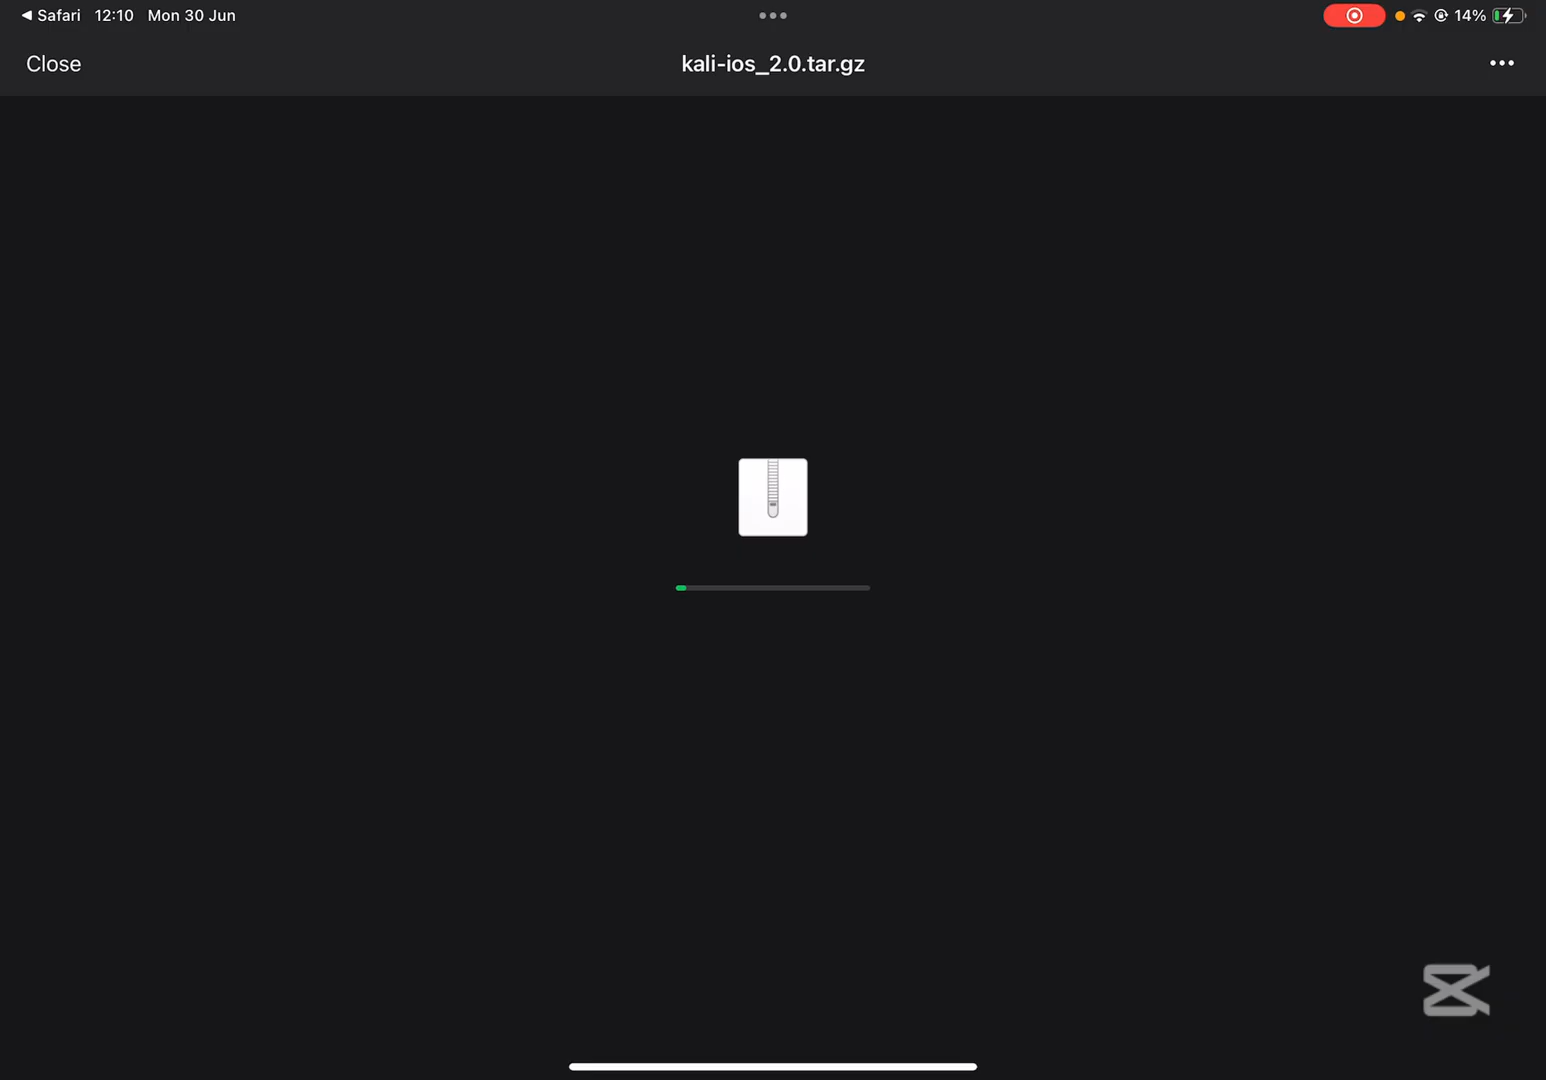 ◀ Safari 12:10 Mon 30 Jun 14%
Close kali-ios_2.0.tar.gz